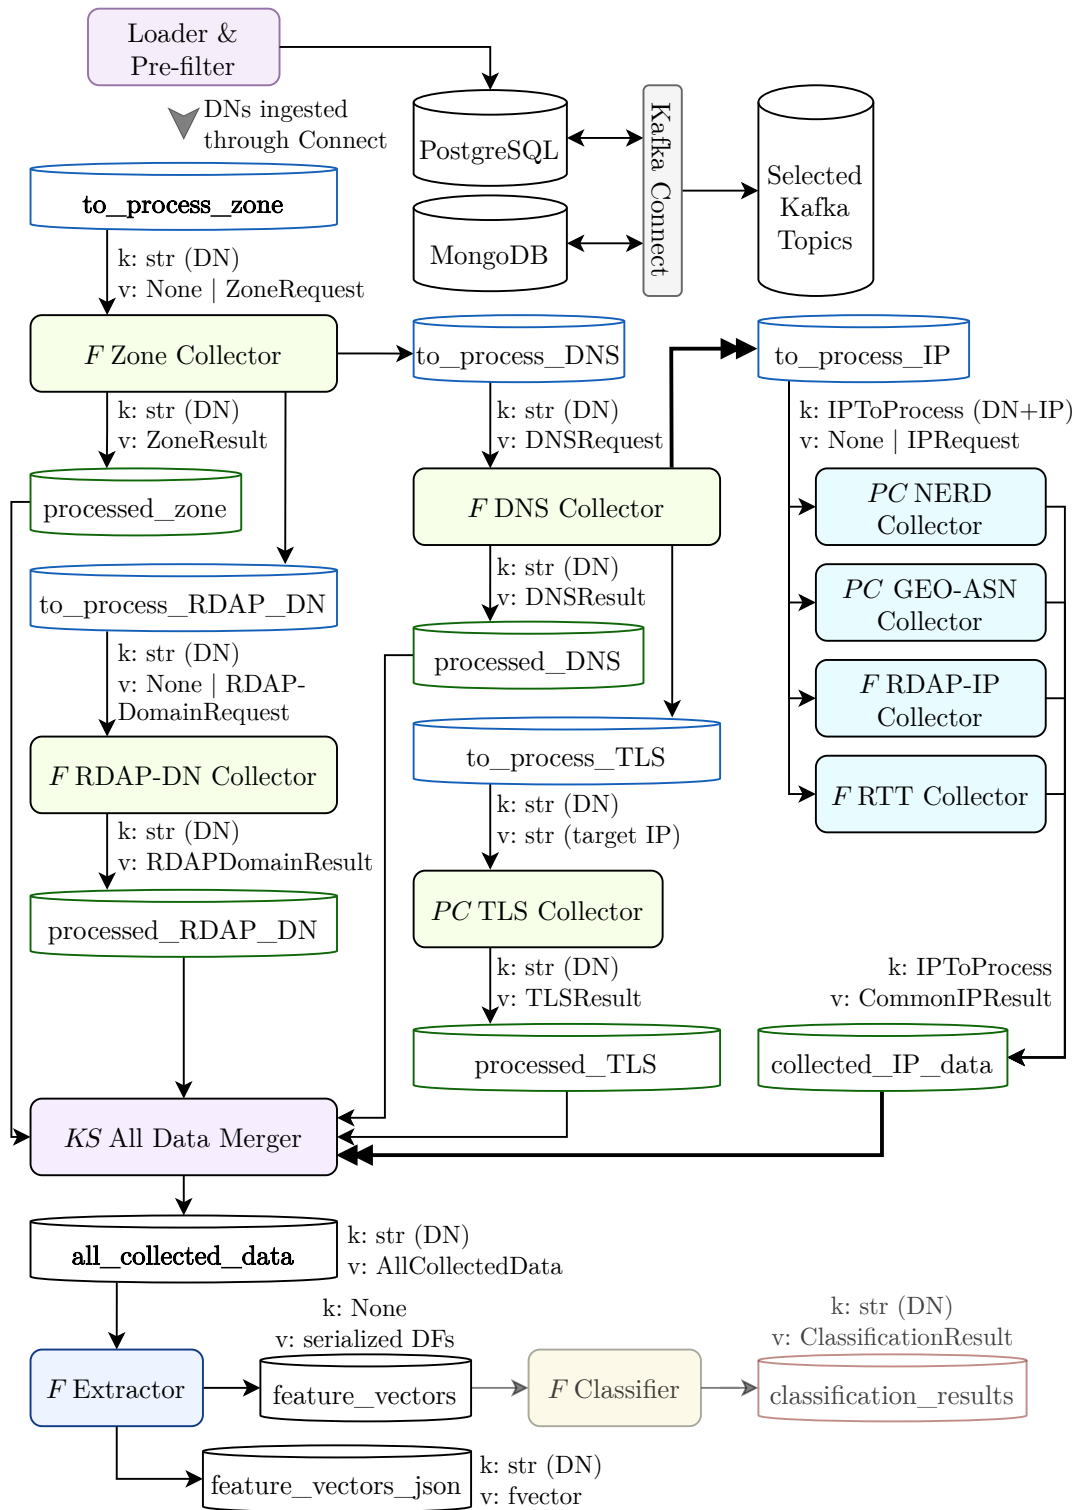 Loader &
Pre-filter
DNs ingested
through Connect
PostgreSQL
MongoDB
Kafka Connect
Selected
Kafka
Topics
to_process_zone
k: str (DN)
v: None | ZoneRequest
F Zone Collector
to_process_DNS
to_process_IP
k: str (DN)
v: ZoneResult
k: str (DN)
v: DNSRequest
k: IPToProcess (DN+IP)
v: None | IPRequest
processed_zone
F DNS Collector
PC NERD
Collector
k: str (DN)
v: DNSResult
PC GEO-ASN
Collector
to_process_RDAP_DN
k: str (DN)
v: None | RDAP-
DomainRequest
processed_DNS
F RDAP-IP
Collector
F RDAP-DN Collector
to_process_TLS
F RTT Collector
k: str (DN)
v: RDAPDomainResult
k: str (DN)
v: str (target IP)
processed_RDAP_DN
PC TLS Collector
k: str (DN)
v: TLSResult
k: IPToProcess
v: CommonIPResult
processed_TLS
collected_IP_data
KS All Data Merger
all_collected_data
k: str (DN)
v: AllCollectedData
k: None
v: serialized DFs
k: str (DN)
v: ClassificationResult
F Extractor
feature_vectors
F Classifier
classification_results
feature_vectors_json
k: str (DN)
v: fvector